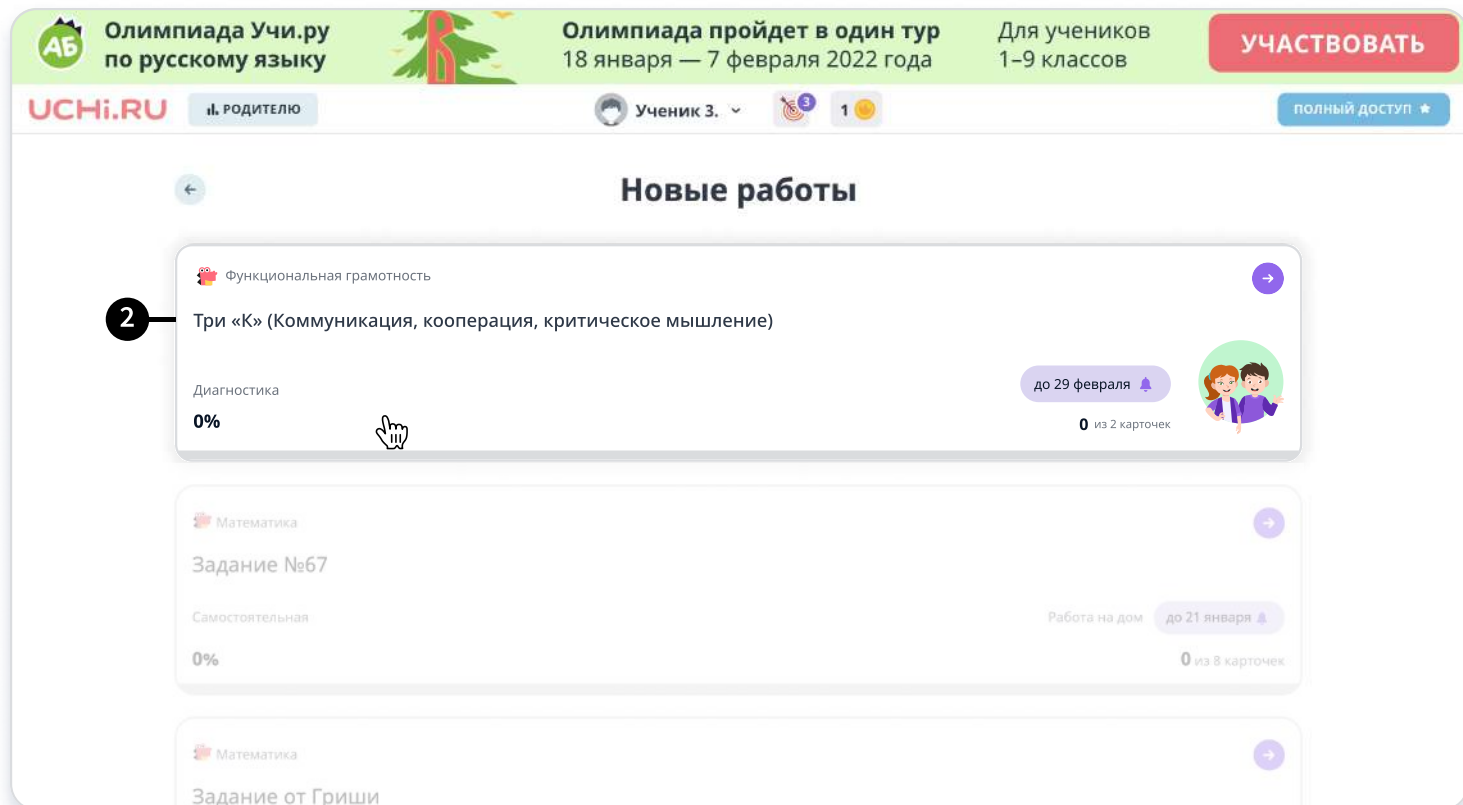 АБ
Олимпиада Учи.ру
по русскому языку
Олимпиада пройдет в один тур
18 января — 7 февраля 2022 года
Для учеников
1–9 классов
УЧАСТВОВАТЬ
UCHi.RU
РОДИТЕЛЮ
Ученик З.
3
1
ПОЛНЫЙ ДОСТУП
Новые работы
2
Функциональная грамотность
Три «К» (Коммуникация, кооперация, критическое мышление)
Диагностика
до 29 февраля
0%
0 из 2 карточек
Математика
Задание №67
Самостоятельная
Работа на дом
до 21 января
0%
0 из 8 карточек
Математика
Задание от Гриши